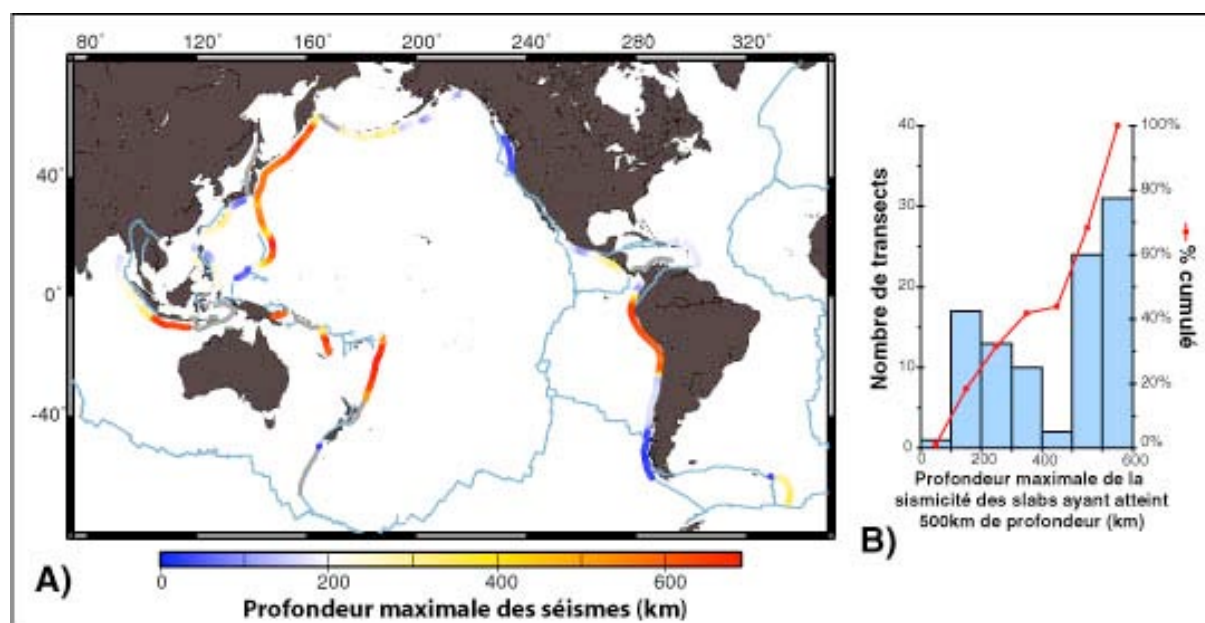 80° 120° 160° 200° 240° 280° 320°
40°
0°
-40°
A)
0 200 400 600
Profondeur maximale des séismes (km)
40 100%
80%
30
60%
20
40%
10
20%
0 0%
Nombre de transects
% cumulé
0 200 400 600
Profondeur maximale de la
sismicité des slabs ayant atteint
500km de profondeur (km)
B)